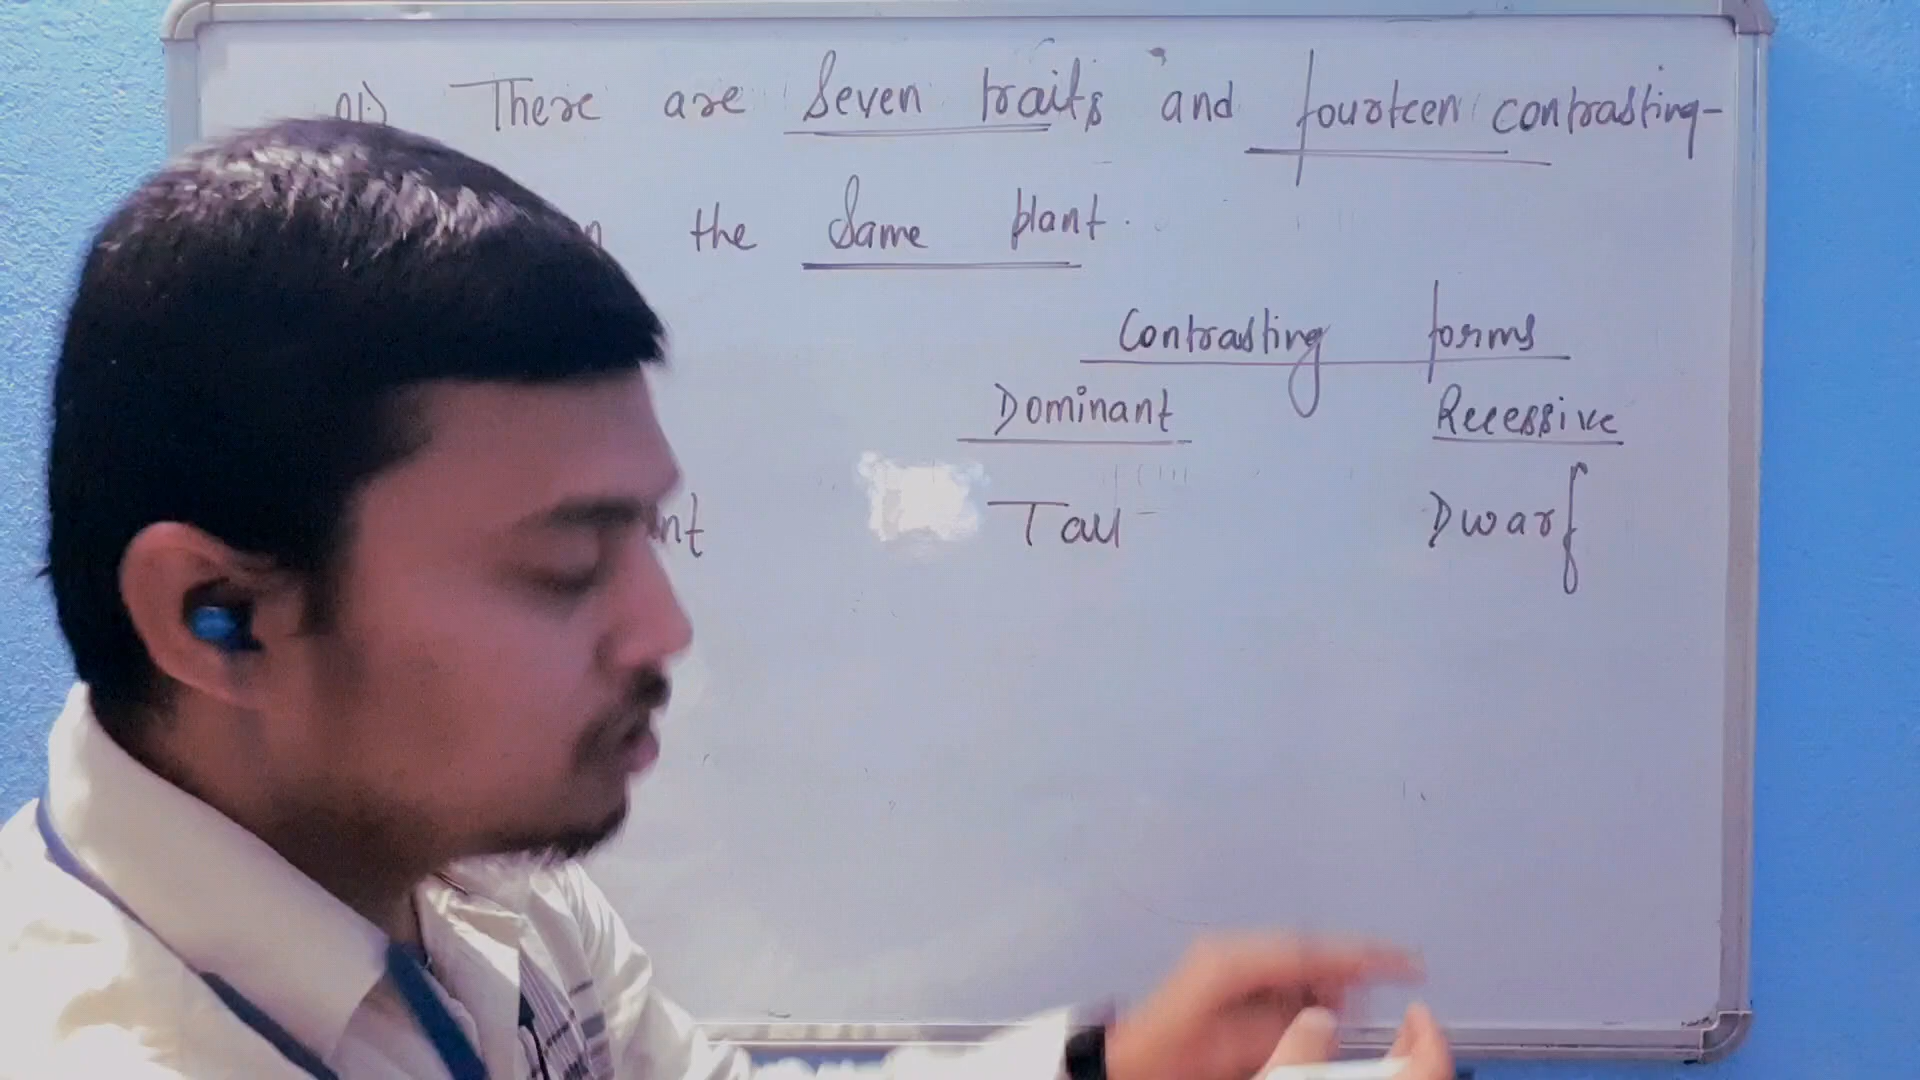 Q1.) There are Seven traits and fourteen contrasting-
the Same plant.
Contrasting forms
Dominant Recessive
Tall Dwarf